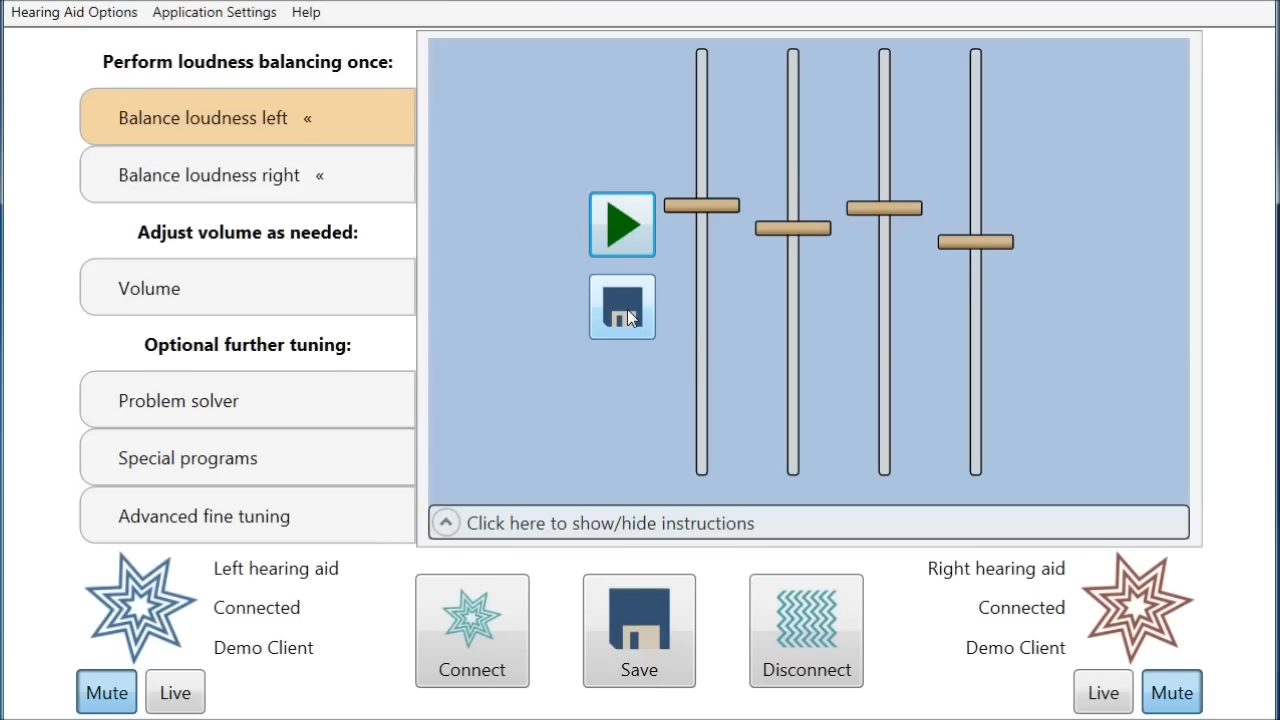 Hearing Aid Options Application Settings Help
Perform loudness balancing once:
Balance loudness left «
Balance loudness right «
Adjust volume as needed:
Volume
Optional further tuning:
Problem solver
Special programs
Advanced fine tuning
Click here to show/hide instructions
Left hearing aid
Connected
Demo Client
Mute
Live
Connect
Save
Disconnect
Right hearing aid
Connected
Demo Client
Live
Mute